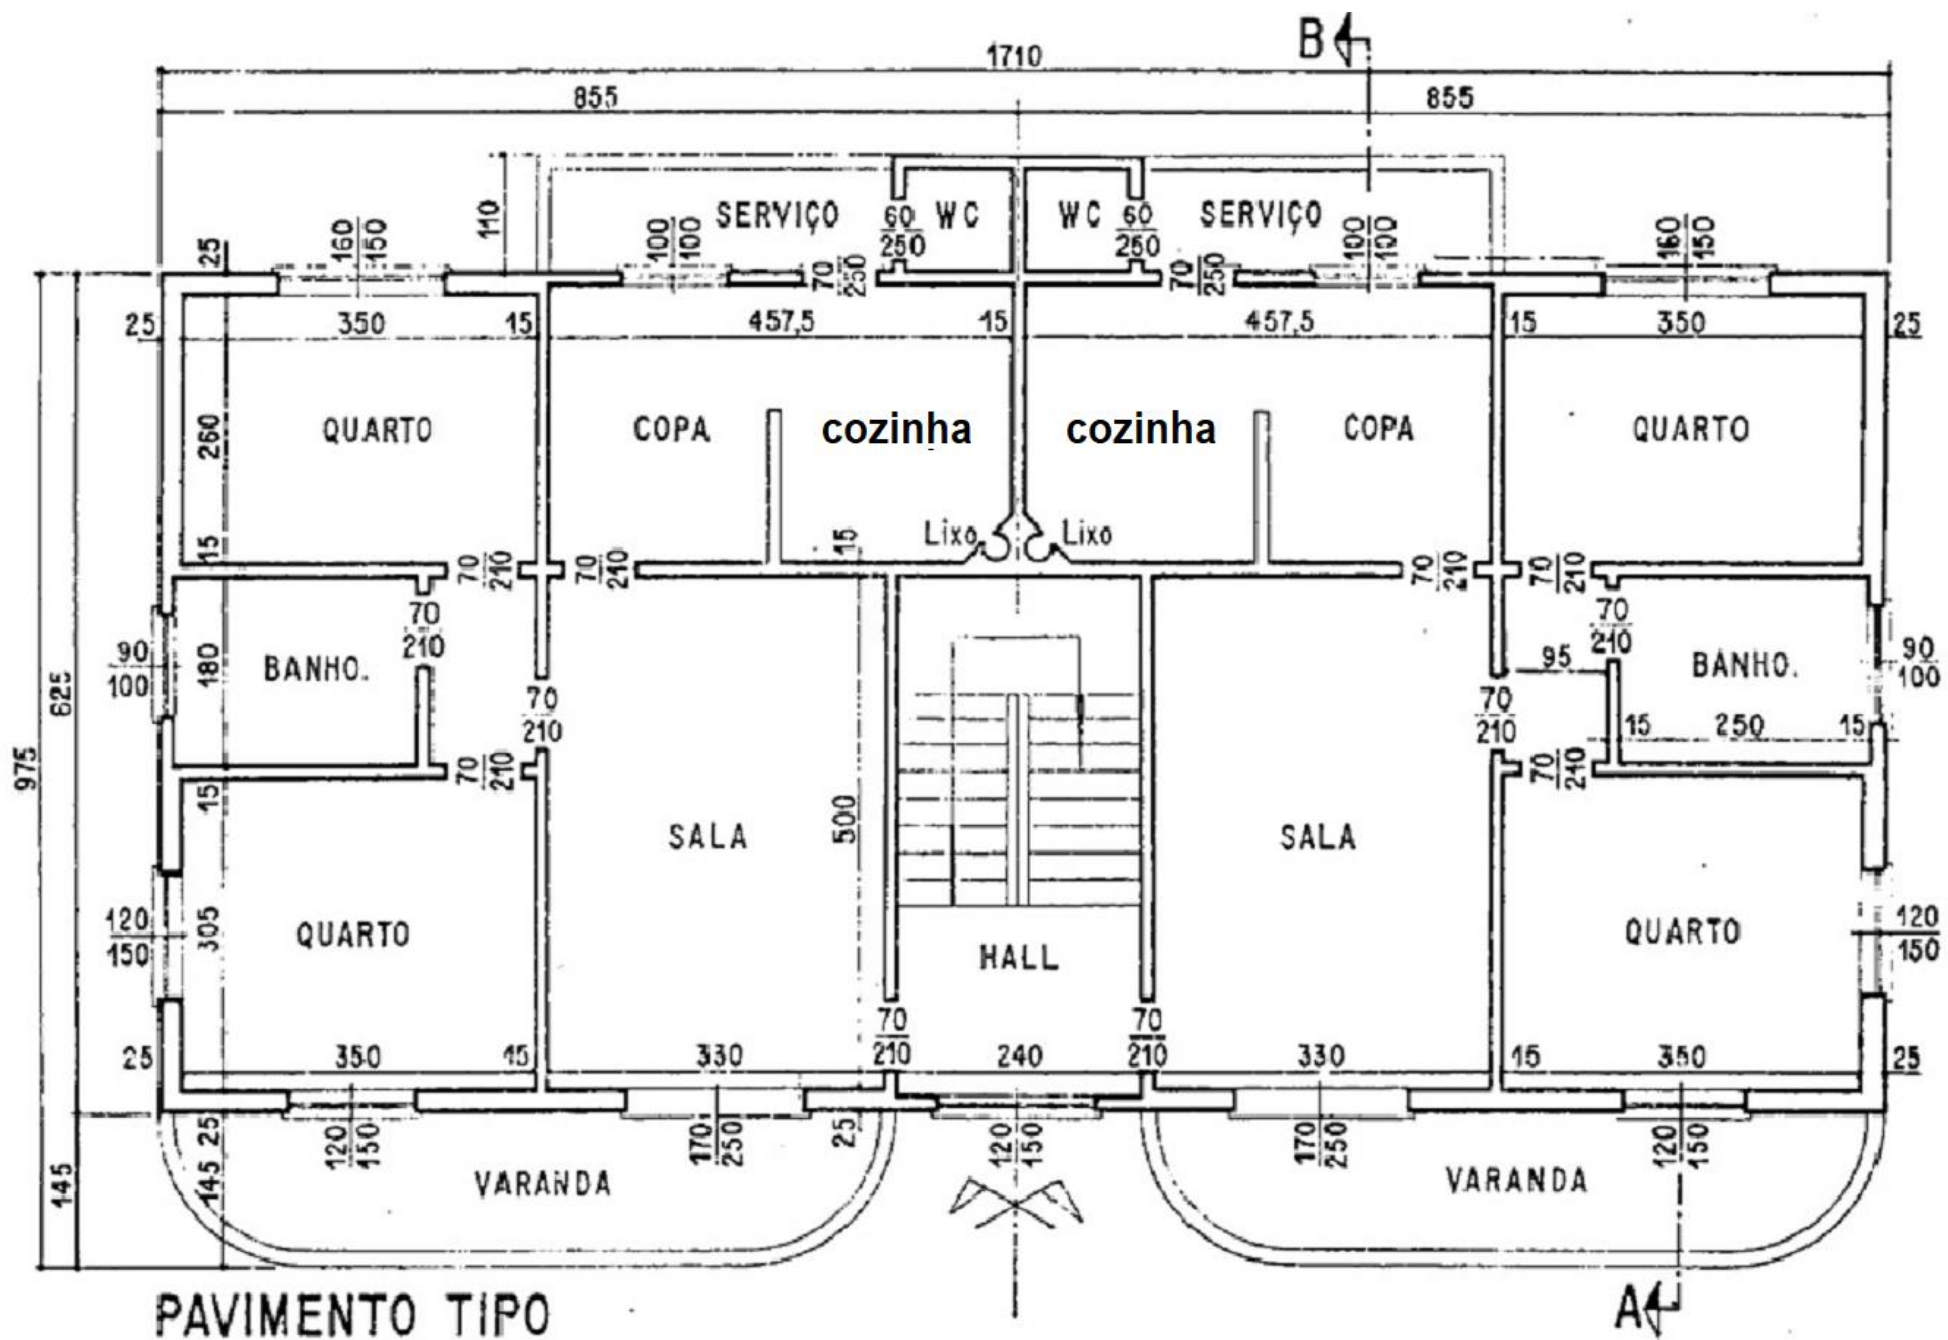 B
1710
855 855
110
SERVIÇO 60 250 WC WC 60 250 SERVIÇO
25 160 150 100 100 70 250 70 250 100 100 160 150
25 350 15 457,5 15 457,5 15 350 25
260
QUARTO COPA cozinha cozinha COPA QUARTO
Lixo Lixo
15 15
70 210 70 210 70 210 70 210
70 210 70 210
90 100 180 BANHO. 95 BANHO. 90 100
625
70 210 70 210 15 250 15
70 210 70 210
975
15
500
SALA SALA
120 150 305 QUARTO HALL QUARTO 120 150
70 210 70 210
25 350 15 330 240 330 15 350 25
25 120 150 170 250 25 120 150 170 250 120 150
145 145 VARANDA VARANDA
A
PAVIMENTO TIPO